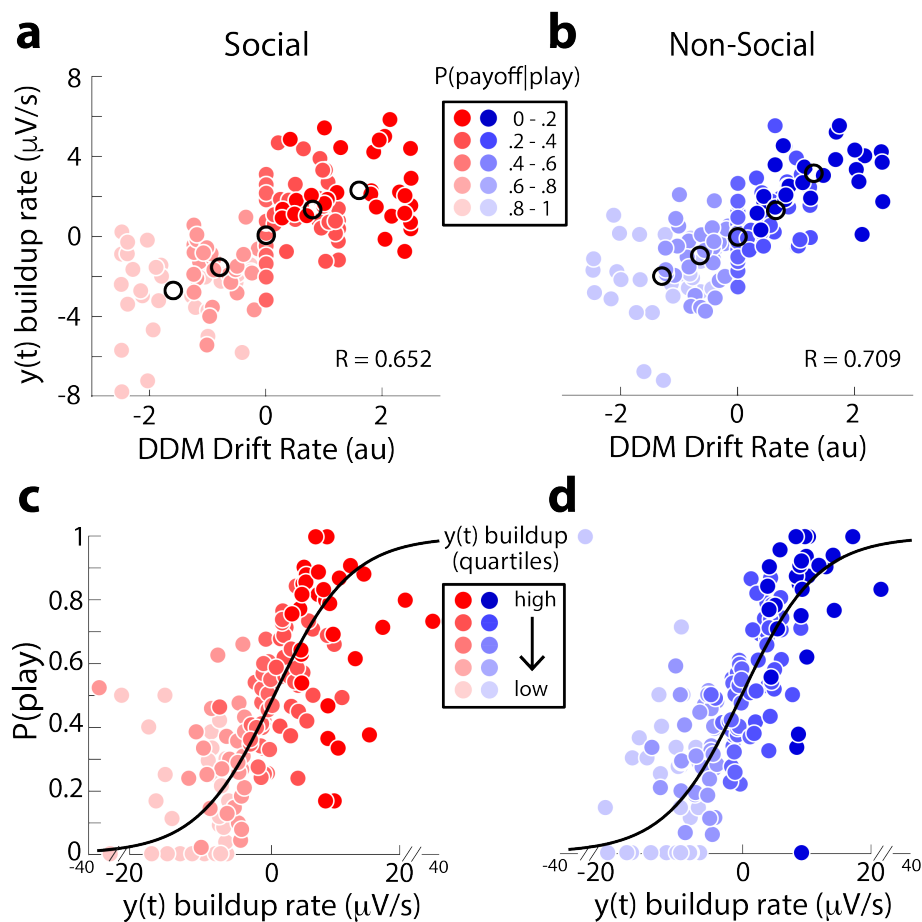 a
Social
8
4
0
-4
-8
y(t) buildup rate (μV/s)
-2
0
2
DDM Drift Rate (au)
R = 0.652
P(payoff|play)
0 - .2
.2 - .4
.4 - .6
.6 - .8
.8 - 1
b
Non-Social
R = 0.709
-2
0
2
DDM Drift Rate (au)
c
1
0.8
0.6
0.4
0.2
0
P(play)
-40
-20
0
20
40
y(t) buildup rate (μV/s)
y(t) buildup
(quartiles)
high
low
d
-40
-20
0
20
40
y(t) buildup rate (μV/s)